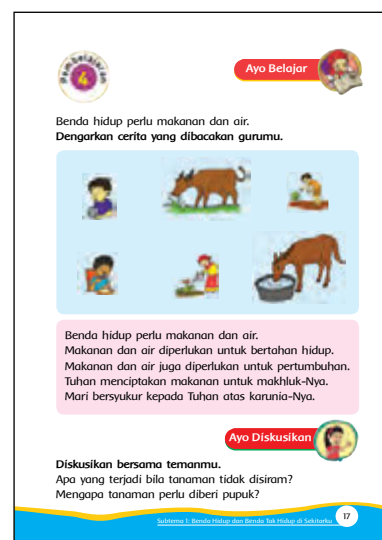 Pembelajaran
4
Ayo Belajar
Benda hidup perlu makanan dan air.
Dengarkan cerita yang dibacakan gurumu.
Benda hidup perlu makanan dan air.
Makanan dan air diperlukan untuk bertahan hidup.
Makanan dan air juga diperlukan untuk pertumbuhan.
Tuhan menciptakan makanan untuk makhluk-Nya.
Mari bersyukur kepada Tuhan atas karunia-Nya.
Ayo Diskusikan
Diskusikan bersama temanmu.
Apa yang terjadi bila tanaman tidak disiram?
Mengapa tanaman perlu diberi pupuk?
Subtema 1: Benda Hidup dan Benda Tak Hidup di Sekitarku
17